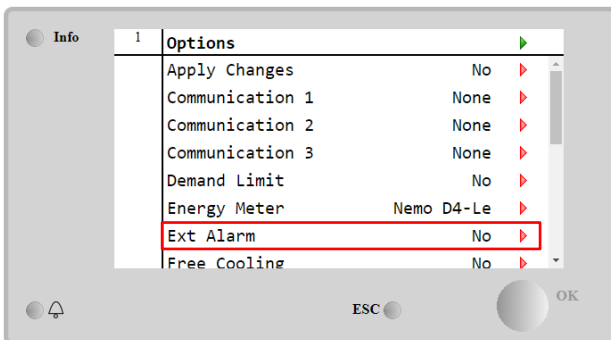 Info
1 Options
Apply Changes No
Communication 1 None
Communication 2 None
Communication 3 None
Demand Limit No
Energy Meter Nemo D4-Le
Ext Alarm No
Free Cooling No
OK
ESC